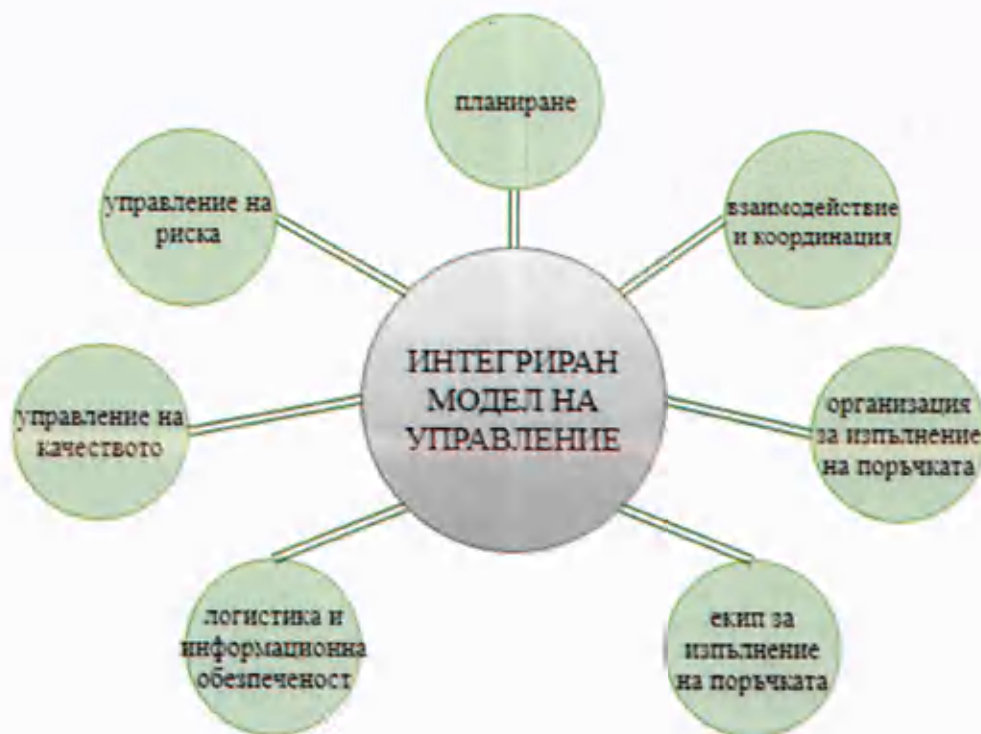 планиране
взаимодействие
и координация
организация
за изпълнение
на поръчката
екип за
изпълнение
на поръчката
логистика и
информационна
обезпеченост
управление на
качеството
управление на
риска
ИНТЕГРИРАН
МОДЕЛ НА
УПРАВЛЕНИЕ